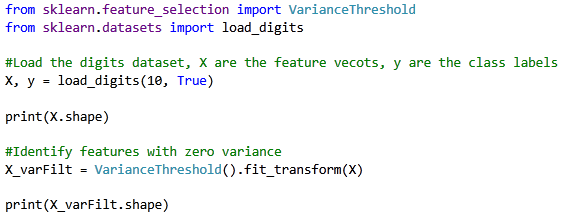 from sklearn.feature_selection import VarianceThreshold
from sklearn.datasets import load_digits
#Load the digits dataset, X are the feature vecots, y are the class labels
X, y = load_digits(10, True)
print(X.shape)
#Identify features with zero variance
X_varFilt = VarianceThreshold().fit_transform(X)
print(X_varFilt.shape)